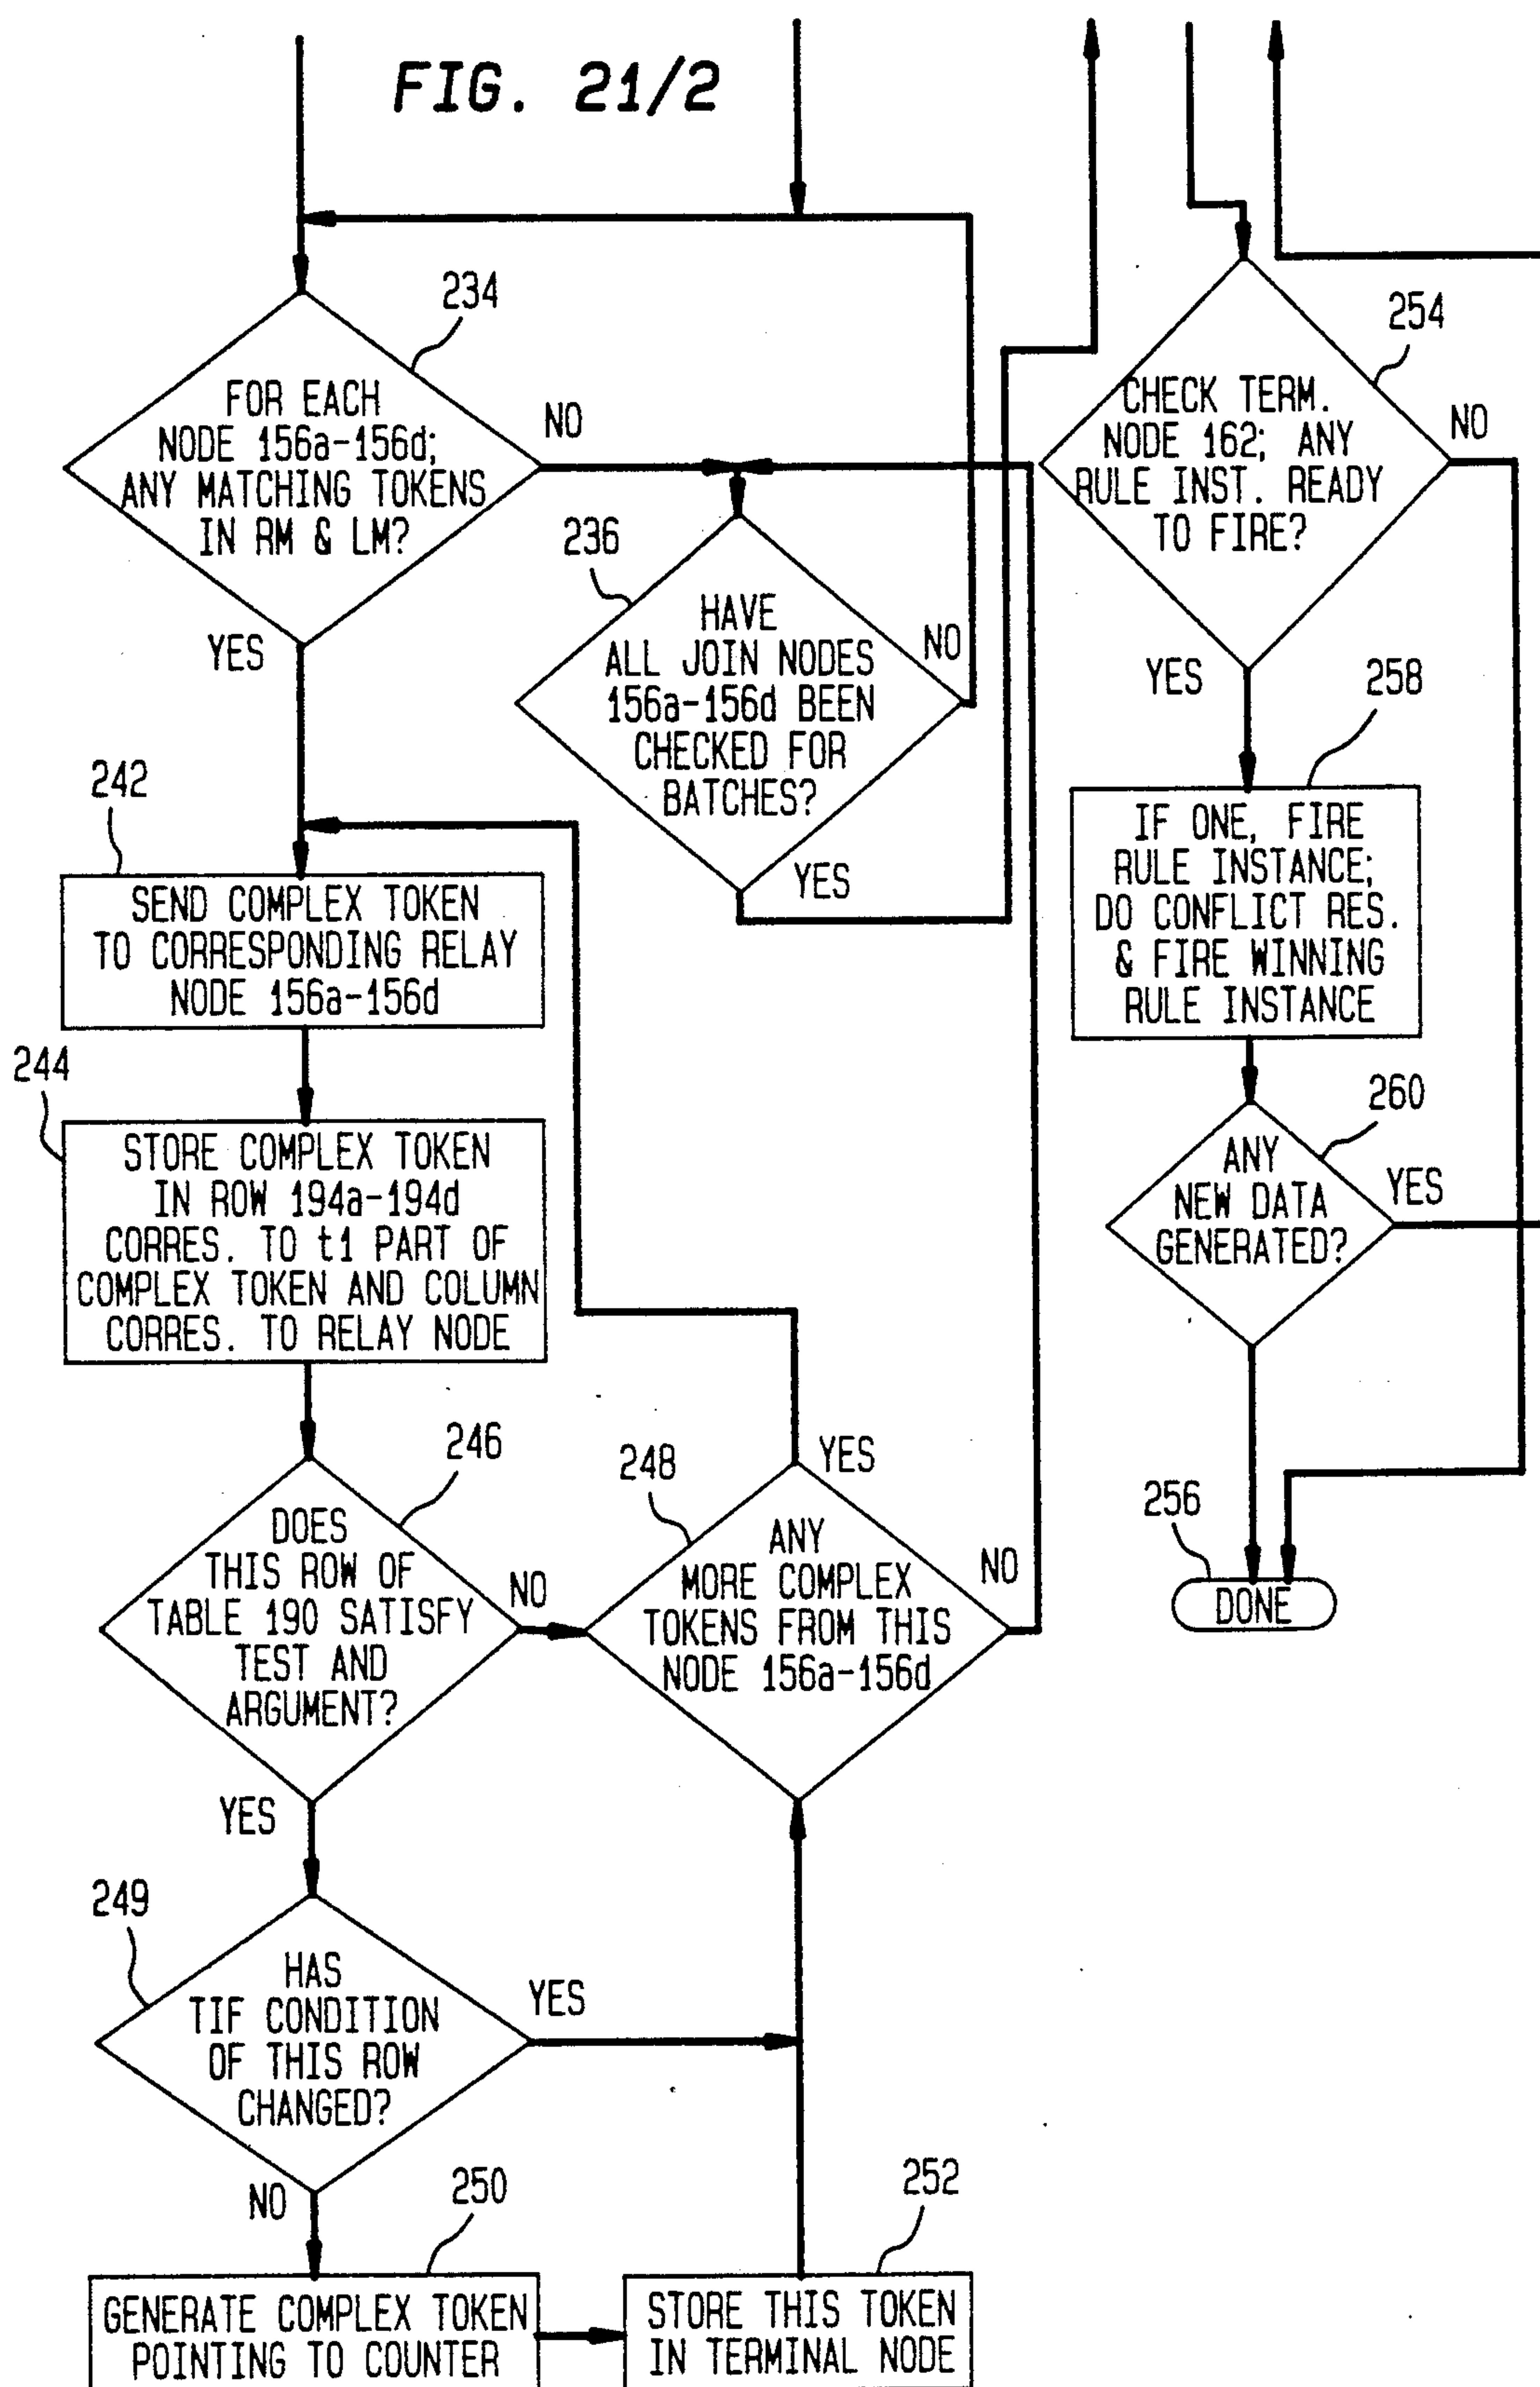 FIG. 21/2
234
FOR EACH
NODE 156a-156d;
ANY MATCHING TOKENS
IN RM & LM?
NO
YES
236
HAVE
ALL JOIN NODES
156a-156d BEEN
CHECKED FOR
BATCHES?
NO
YES
242
SEND COMPLEX TOKEN
TO CORRESPONDING RELAY
NODE 156a-156d
244
STORE COMPLEX TOKEN
IN ROW 194a-194d
CORRES. TO t1 PART OF
COMPLEX TOKEN AND COLUMN
CORRES. TO RELAY NODE
246
DOES
THIS ROW OF
TABLE 190 SATISFY
TEST AND
ARGUMENT?
NO
YES
248
ANY
MORE COMPLEX
TOKENS FROM THIS
NODE 156a-156d
YES
NO
249
HAS
TIF CONDITION
OF THIS ROW
CHANGED?
YES
NO
250
GENERATE COMPLEX TOKEN
POINTING TO COUNTER
252
STORE THIS TOKEN
IN TERMINAL NODE
254
CHECK TERM.
NODE 162; ANY
RULE INST. READY
TO FIRE?
NO
YES
258
IF ONE, FIRE
RULE INSTANCE;
DO CONFLICT RES.
& FIRE WINNING
RULE INSTANCE
260
ANY
NEW DATA
GENERATED?
YES
256
DONE